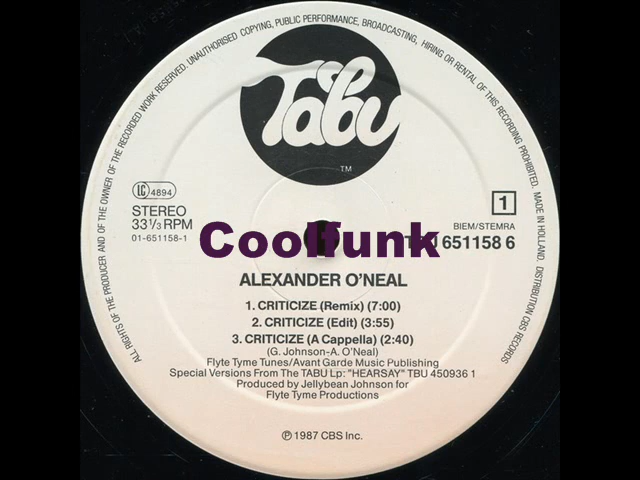 ALL RIGHTS OF THE PRODUCER AND OF THE OWNER OF THE RECORDED WORK RESERVED. UNAUTHORISED COPYING, PUBLIC PERFORMANCE, BROADCASTING, HIRING OR RENTAL OF THIS RECORDING PROHIBITED. MADE IN HOLLAND. DISTRIBUTION CBS RECORDS
Tabu
TM
LC 4894
STEREO
33 1/3 RPM
01-651158-1
1
BIEM/STEMRA
651158 6
Coolfunk
ALEXANDER O'NEAL
1. CRITICIZE (Remix) (7:00)
2. CRITICIZE (Edit) (3:55)
3. CRITICIZE (A Cappella) (2:40)
(G. Johnson-A. O'Neal)
Flyte Tyme Tunes/Avant Garde Music Publishing
Special Versions From The TABU Lp: "HEARSAY" TBU 450936 1
Produced by Jellybean Johnson for
Flyte Tyme Productions
℗ 1987 CBS Inc.